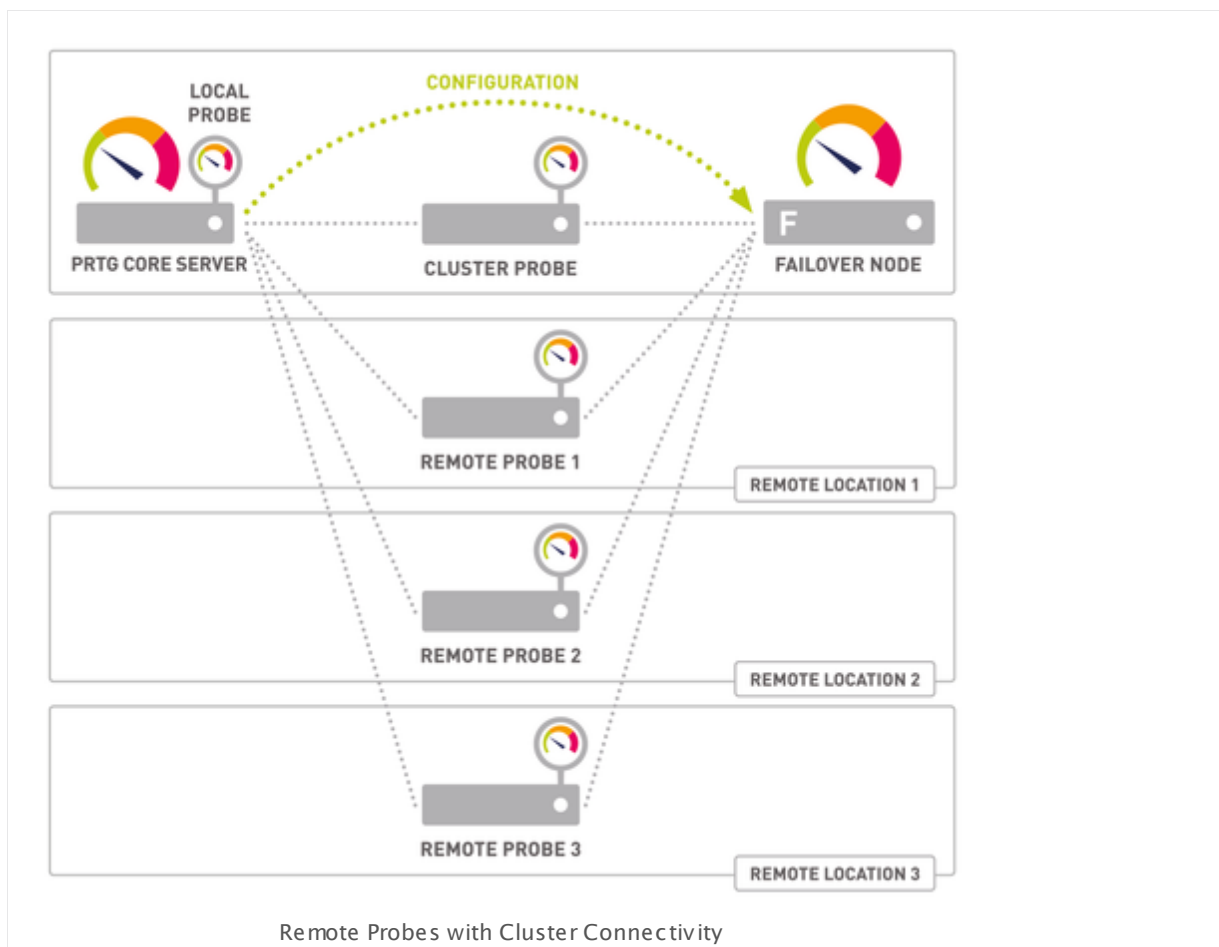 LOCAL
PROBE
CONFIGURATION
F
PRTG CORE SERVER
CLUSTER PROBE
FAILOVER NODE
REMOTE PROBE 1
REMOTE LOCATION 1
REMOTE PROBE 2
REMOTE LOCATION 2
REMOTE PROBE 3
REMOTE LOCATION 3
Remote Probes with Cluster Connectivity